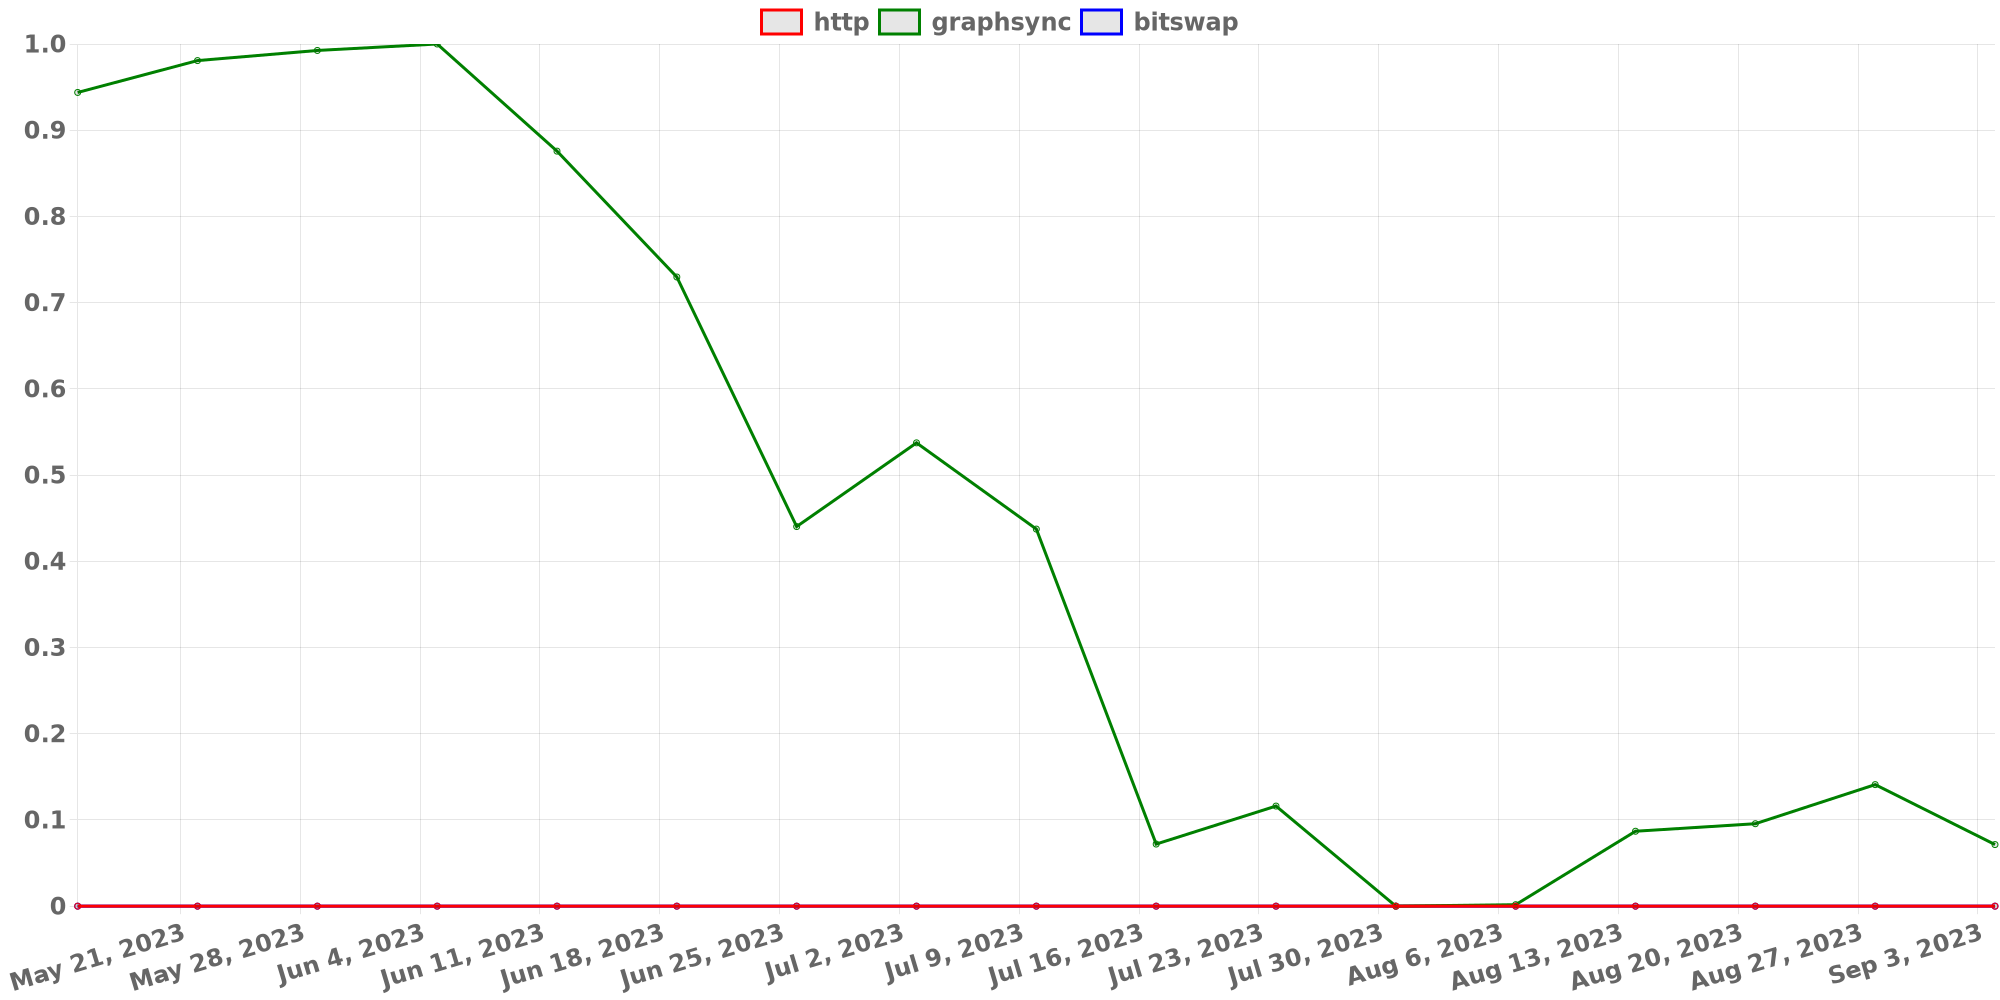 http graphsync bitswap
1.0
0.9
0.8
0.7
0.6
0.5
0.4
0.3
0.2
0.1
0
May 21, 2023
May 28, 2023
Jun 4, 2023
Jun 11, 2023
Jun 18, 2023
Jun 25, 2023
Jul 2, 2023
Jul 9, 2023
Jul 16, 2023
Jul 23, 2023
Jul 30, 2023
Aug 6, 2023
Aug 13, 2023
Aug 20, 2023
Aug 27, 2023
Sep 3, 2023